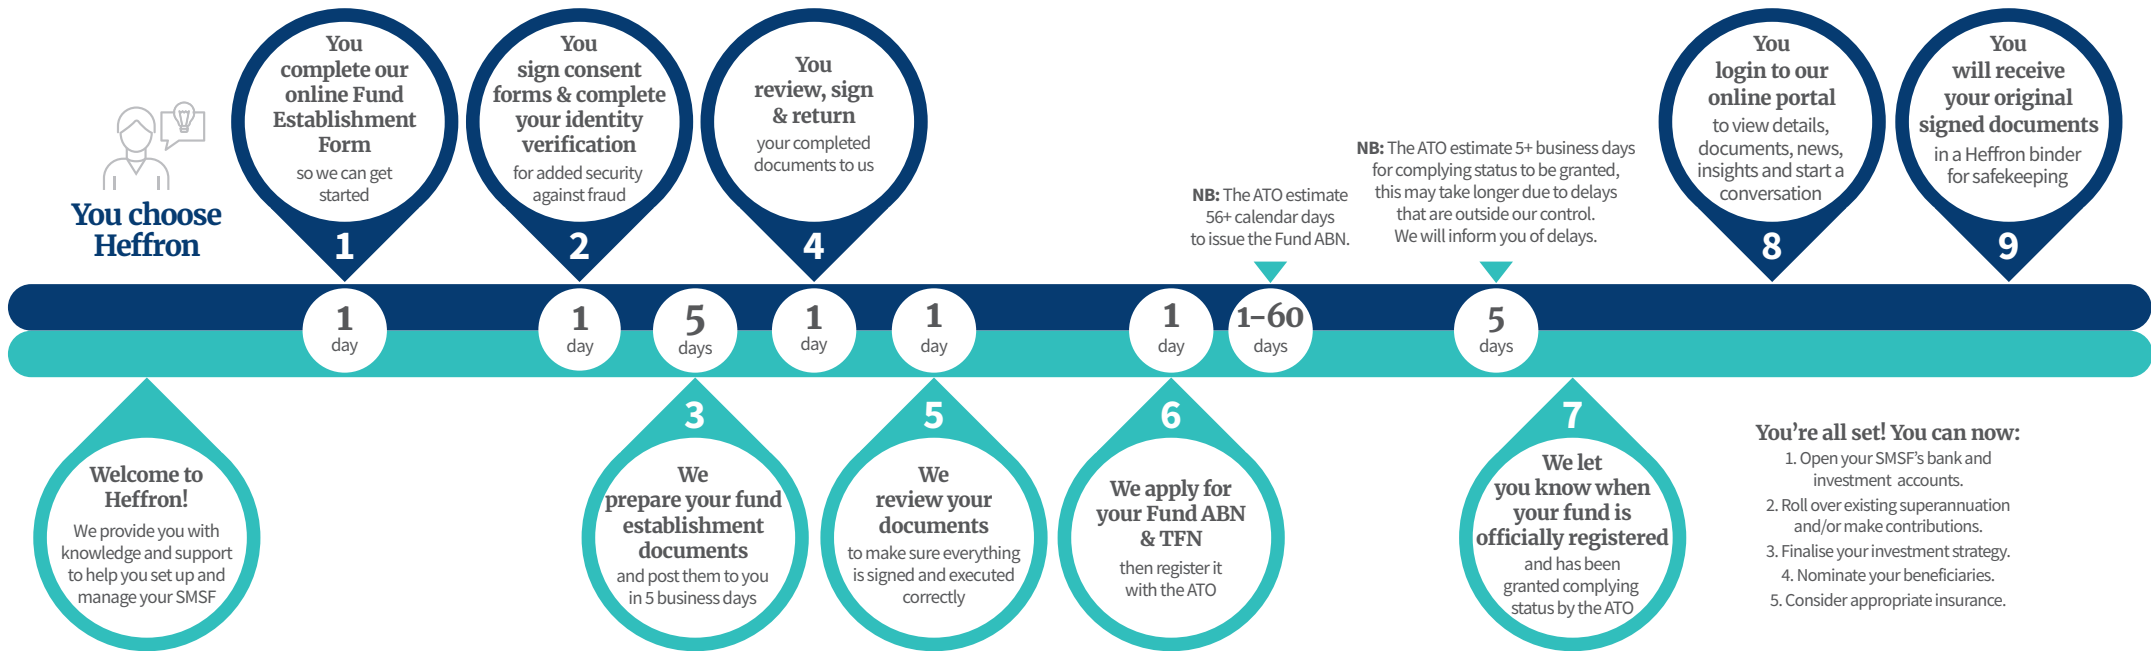 You choose
Heffron
You
complete our
online Fund
Establishment
Form
so we can get
started
1
You
sign consent
forms & complete
your identity
verification
for added security
against fraud
2
You
review, sign
& return
your completed
documents to us
4
NB: The ATO estimate
56+ calendar days
to issue the Fund ABN.
NB: The ATO estimate 5+ business days
for complying status to be granted,
this may take longer due to delays
that are outside our control.
We will inform you of delays.
You
login to our
online portal
to view details,
documents, news,
insights and start a
conversation
8
You
will receive
your original
signed documents
in a Heffron binder
for safekeeping
9
1
day
1
day
5
days
1
day
1
day
1
day
1–60
days
5
days
Welcome to
Heffron!
We provide you with
knowledge and support
to help you set up and
manage your SMSF
3
We
prepare your fund
establishment
documents
and post them to you
in 5 business days
5
We
review your
documents
to make sure everything
is signed and executed
correctly
6
We apply for
your Fund ABN
& TFN
then register it
with the ATO
7
We let
you know when
your fund is
officially registered
and has been
granted complying
status by the ATO
You're all set! You can now:
1. Open your SMSF's bank and
investment accounts.
2. Roll over existing superannuation
and/or make contributions.
3. Finalise your investment strategy.
4. Nominate your beneficiaries.
5. Consider appropriate insurance.